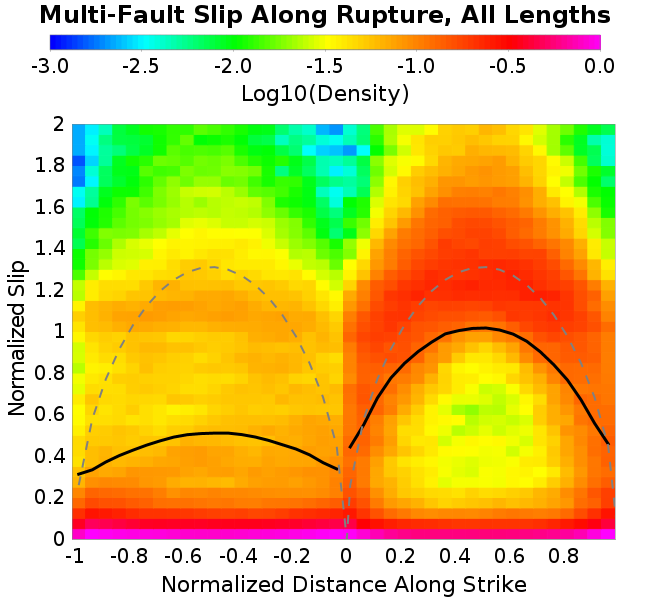 Multi-Fault Slip Along Rupture, All Lengths
-3.0 -2.5 -2.0 -1.5 -1.0 -0.5 0.0
Log10(Density)
Normalized Slip
2
1.8
1.6
1.4
1.2
1
0.8
0.6
0.4
0.2
0
-1 -0.8 -0.6 -0.4 -0.2 0 0.2 0.4 0.6 0.8
Normalized Distance Along Strike